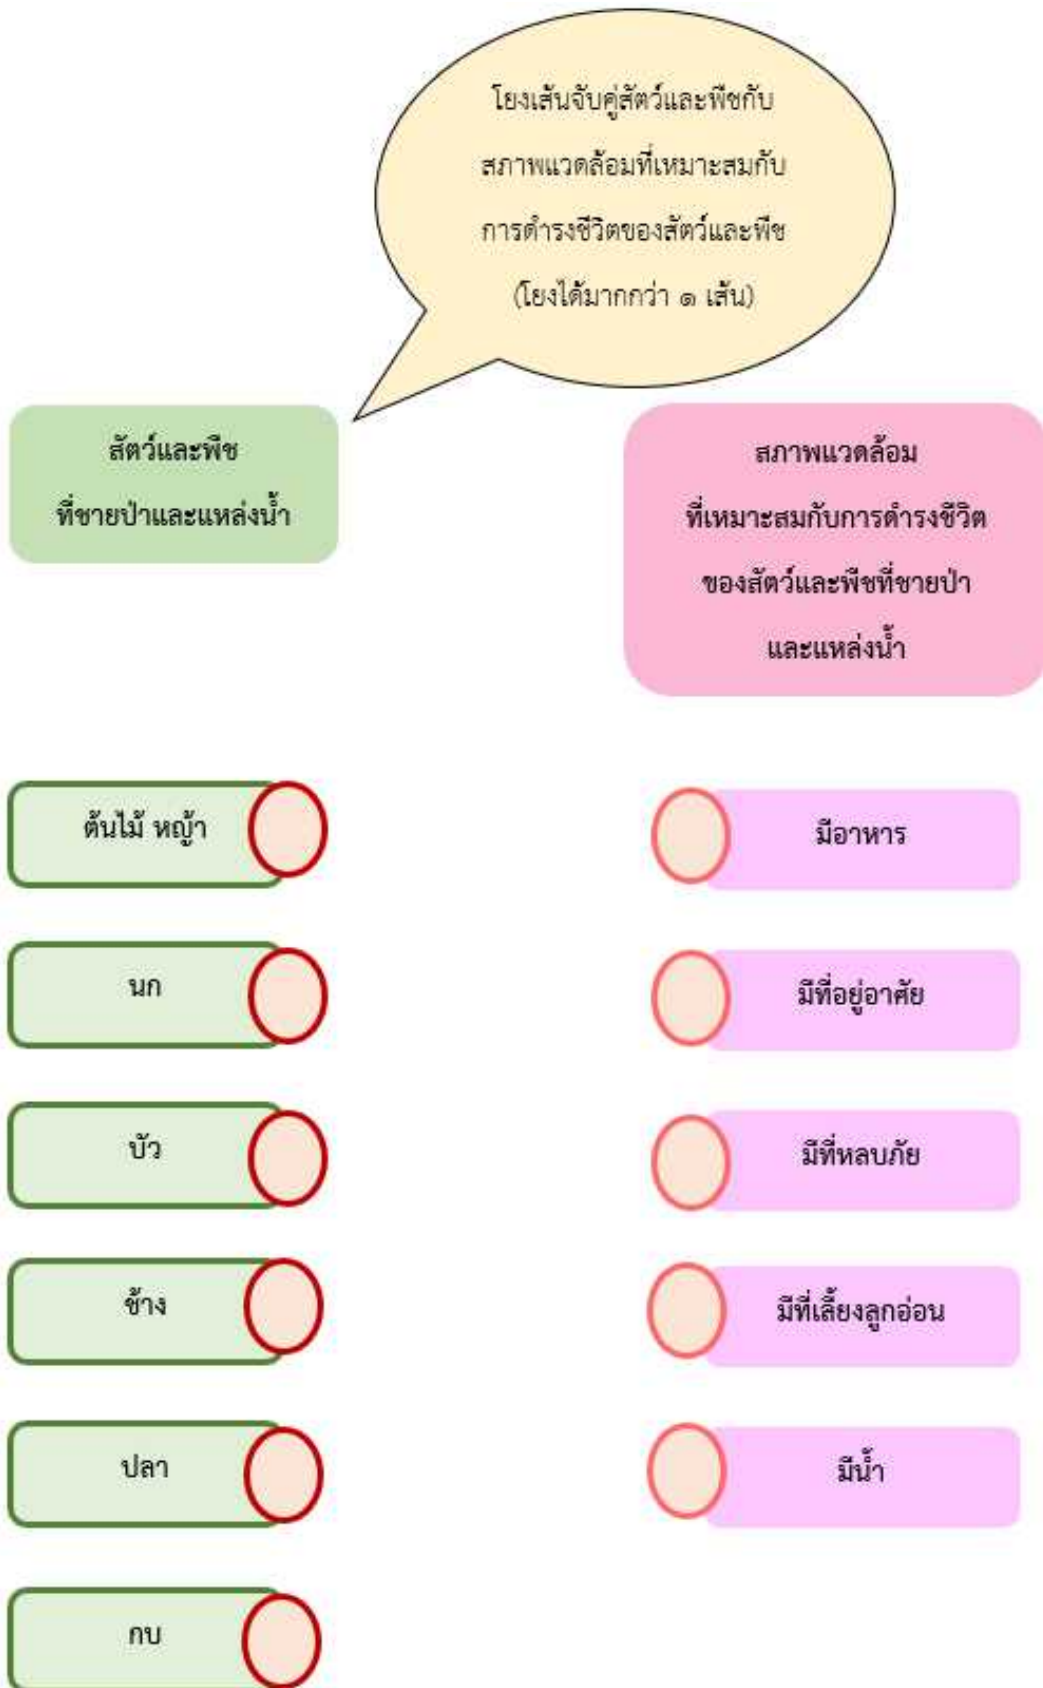 โยงเส้นจับคู่สัตว์และพืชกับ
สภาพแวดล้อมที่เหมาะสมกับ
การดำรงชีวิตของสัตว์และพืช
(โยงได้มากกว่า ๑ เส้น)
สัตว์และพืช
ที่ชายป่าและแหล่งน้ำ
สภาพแวดล้อม
ที่เหมาะสมกับการดำรงชีวิต
ของสัตว์และพืชที่ชายป่า
และแหล่งน้ำ
ต้นไม้ หญ้า
มีอาหาร
นก
มีที่อยู่อาศัย
บัว
มีที่หลบภัย
ช้าง
มีที่เลี้ยงลูกอ่อน
ปลา
มีน้ำ
กบ